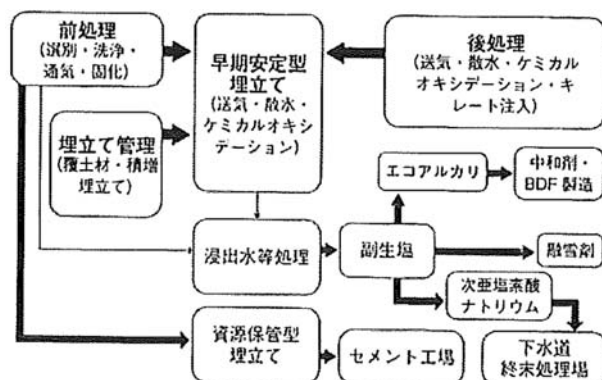 前処理
(選別・洗浄・
通気・固化)
早期安定型
埋立て
(送気・散水・
ケミカルオキシ
デーション)
後処理
(送気・散水・ケミカル
オキシデーション・キ
レート注入)
埋立て管理
(覆土材・積増
埋立て)
エコアルカリ
中和剤・
BDF 製造
浸出水等処理
副生塩
融雪剤
次亜塩素酸
ナトリウム
資源保管型
埋立て
セメント工場
下水道
終末処理場